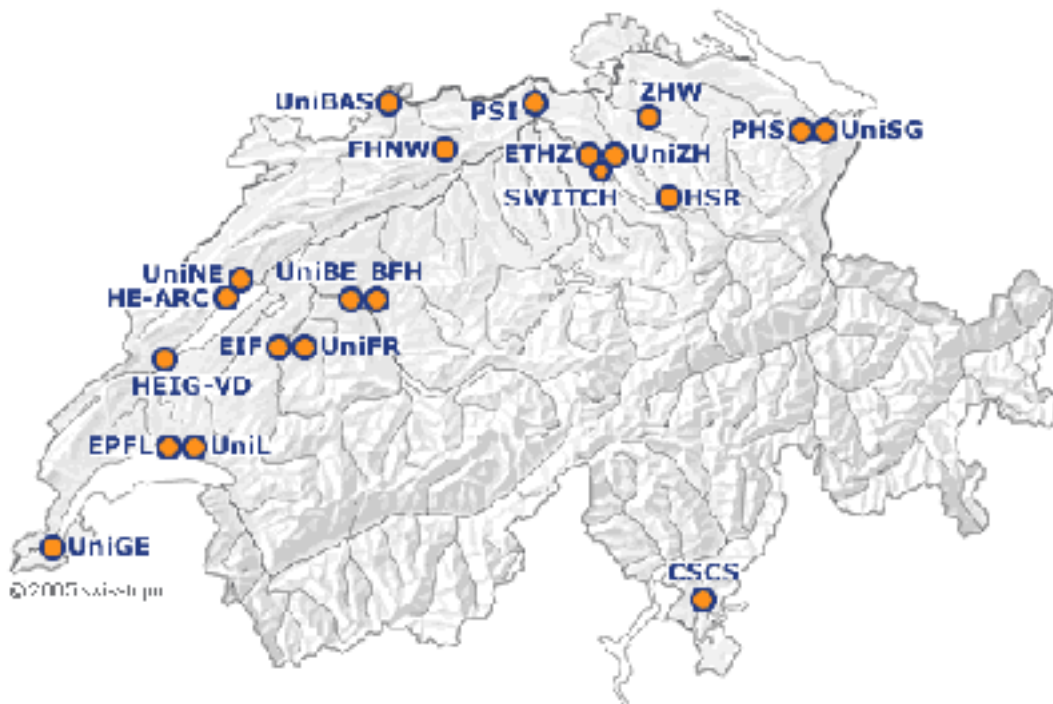 UniBAS
PSI
ZHW
PHS UniSG
FHNW
ETHZ UniZH
SWITCH
HSR
UniNE
UniBE BFH
HE-ARC
EIF UniFR
HEIG-VD
EPFL UniL
UniGE
CSCS
©2005